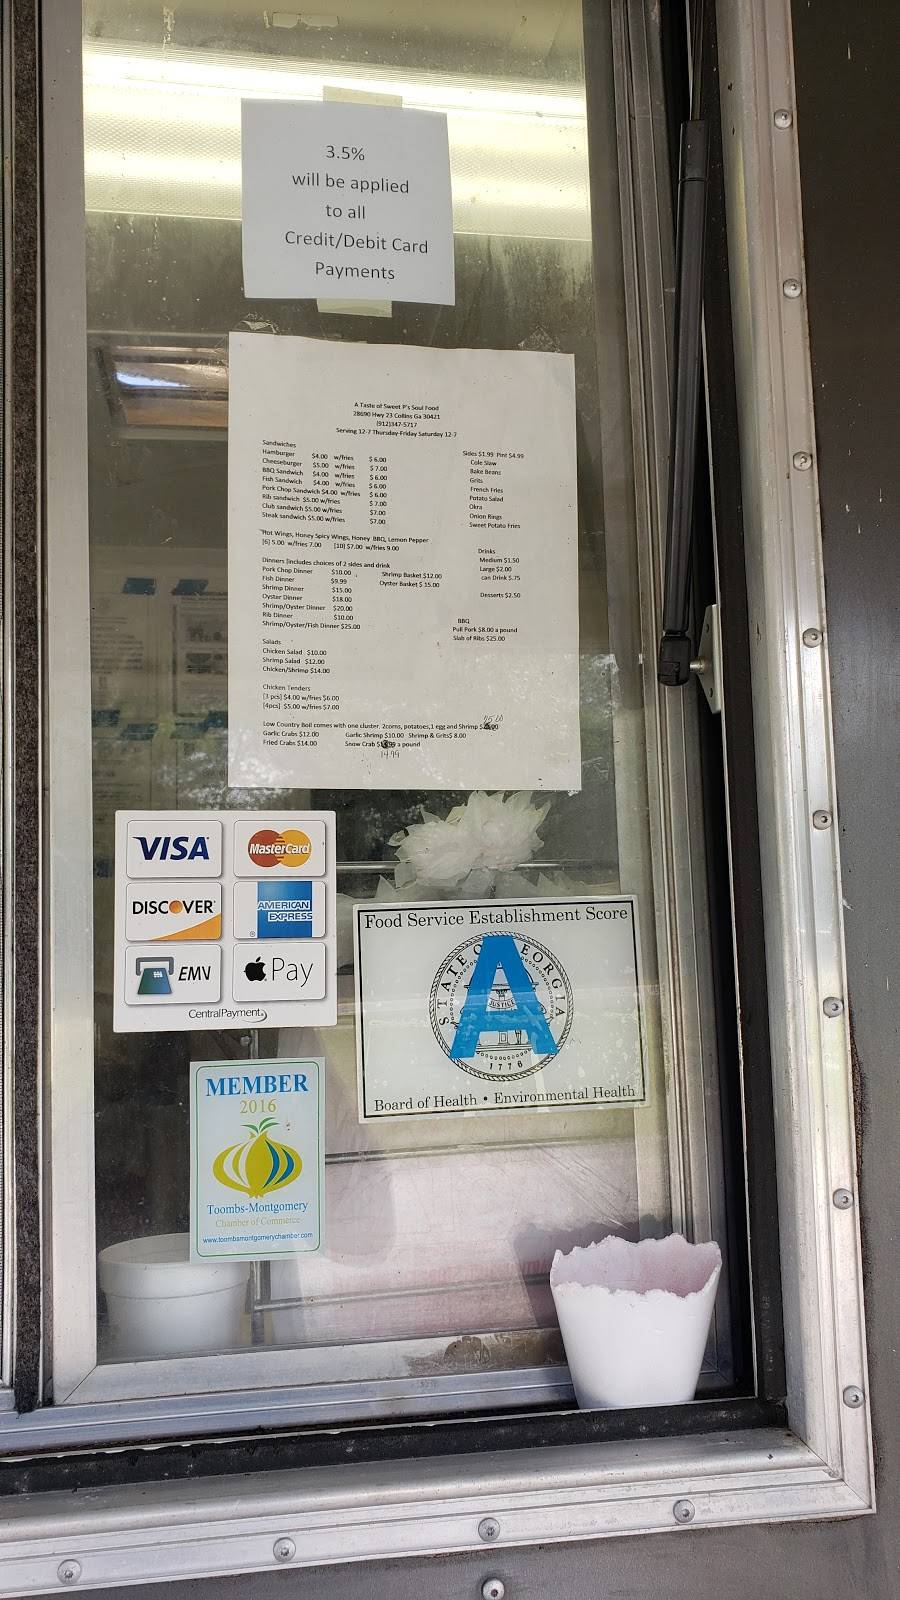 3.5%
will be applied
to all
Credit/Debit Card
Payments
A Taste of Sweet P's Soul Food
28690 Hwy 23 Collins Ga 30421
(912)347-5717
Serving 12-7 Thursday-Friday Saturday 12-7
Sandwiches
Hamburger $4.00 w/fries $6.00
Cheeseburger $5.00 w/fries $7.00
BBQ Sandwich $4.00 w/fries $6.00
Fish Sandwich $4.00 w/fries $6.00
Pork Chop Sandwich $4.00 w/fries $6.00
Rib sandwich $5.00 w/fries $7.00
Club sandwich $5.00 w/fries $7.00
Steak sandwich $5.00 w/fries $7.00
Sides $1.99 Pint $4.99
Cole Slaw
Bake Beans
Grits
French Fries
Potato Salad
Okra
Onion Rings
Sweet Potato Fries
Hot Wings, Honey Spicy Wings, Honey BBQ, Lemon Pepper
[6] 5.00 w/fries 7.00 [10] $7.00 w/fries 9.00
Drinks
Medium $1.50
Large $2.00
can Drink $.75
Desserts $2.50
Dinners [includes choices of 2 sides and drink
Pork Chop Dinner $10.00 Shrimp Basket $12.00
Fish Dinner $9.99 Oyster Basket $ 15.00
Shrimp Dinner $15.00
Oyster Dinner $18.00
Shrimp/Oyster Dinner $20.00
Rib Dinner $10.00
Shrimp/Oyster/Fish Dinner $25.00
BBQ
Pull Pork $8.00 a pound
Slab of Ribs $25.00
Salads
Chicken Salad $10.00
Shrimp Salad $12.00
Chicken/Shrimp $14.00
Chicken Tenders
[3 pcs] $4.00 w/fries $6.00
[4pcs] $5.00 w/fries $7.00
25.00
Low Country Boil comes with one cluster. 2corns, potatoes,1 egg and Shrimp
Garlic Crabs $12.00 Garlic Shrimp $10.00 Shrimp & Grits$ 8.00
Fried Crabs $14.00 Snow Crab a pound
14.99
VISA MasterCard
DISCOVER AMERICAN EXPRESS
EMV Pay
CentralPayment
Food Service Establishment Score
STATE OF GEORGIA
A
JUSTICE
1776
Board of Health • Environmental Health
MEMBER
2016
Toombs-Montgomery
Chamber of Commerce
www.toombsmontgomerychamber.com